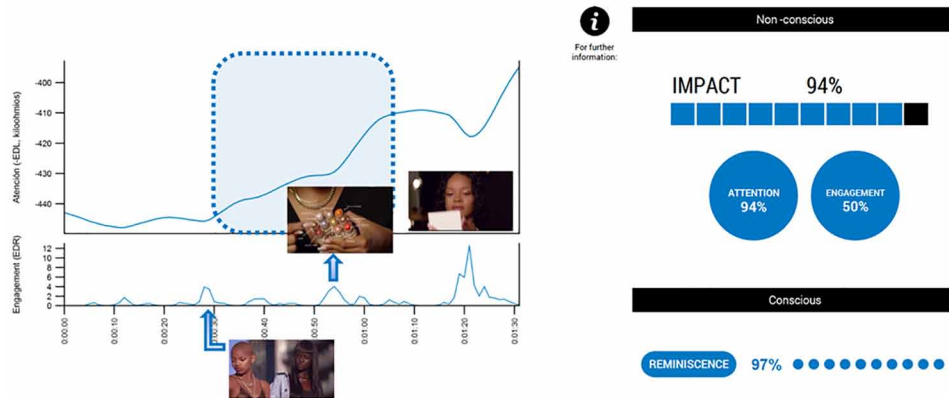 Atención (-EDL, kiloohmios)
-400
-410
-420
-430
-440
Engagement (EDR)
12
10
8
6
4
2
0
0:00:00
0:00:10
0:00:20
0:00:30
0:00:40
0:00:50
0:01:00
0:01:10
0:01:20
0:01:30
i
For further
information:
Non-conscious
IMPACT 94%
ATTENTION
94%
ENGAGEMENT
50%
Conscious
REMINISCENCE 97%